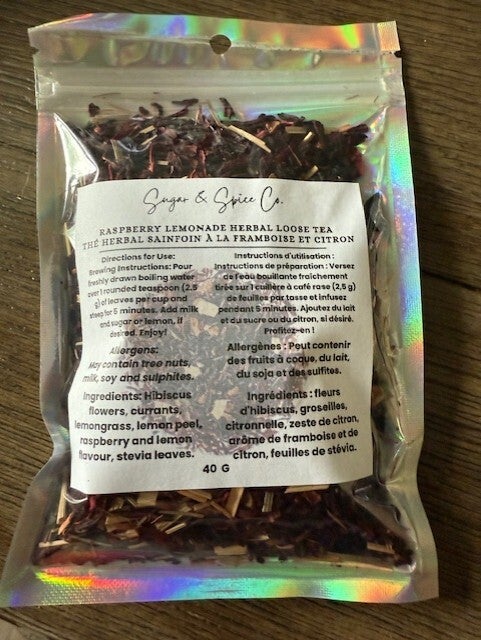 Sugar & Spice Co.
RASPBERRY LEMONADE HERBAL LOOSE TEA
THÉ HERBAL SAINFOIN À LA FRAMBOISE ET CITRON
Directions for Use:
Brewing Instructions: Pour
freshly drawn boiling water
over 1 rounded teaspoon (2.5
g) of leaves per cup and
steep for 5 minutes. Add milk
and sugar or lemon, if
desired. Enjoy!
Allergens:
May contain tree nuts,
milk, soy and sulphites.
Ingredients: Hibiscus
flowers, currants,
lemongrass, lemon peel,
raspberry and lemon
flavour, stevia leaves.
Instructions d'utilisation :
Instructions de préparation : Versez
de l'eau bouillante fraîchement
tirée sur 1 cuillère à café rase (2,5 g)
de feuilles par tasse et infusez
pendant 5 minutes. Ajoutez du lait
et du sucre ou du citron, si désiré.
Profitez-en !
Allergènes : Peut contenir
des fruits à coque, du lait,
du soja et des sulfites.
Ingrédients : fleurs
d'hibiscus, groseilles,
citronnelle, zeste de citron,
arôme de framboise et de
citron, feuilles de stévia.
40 G